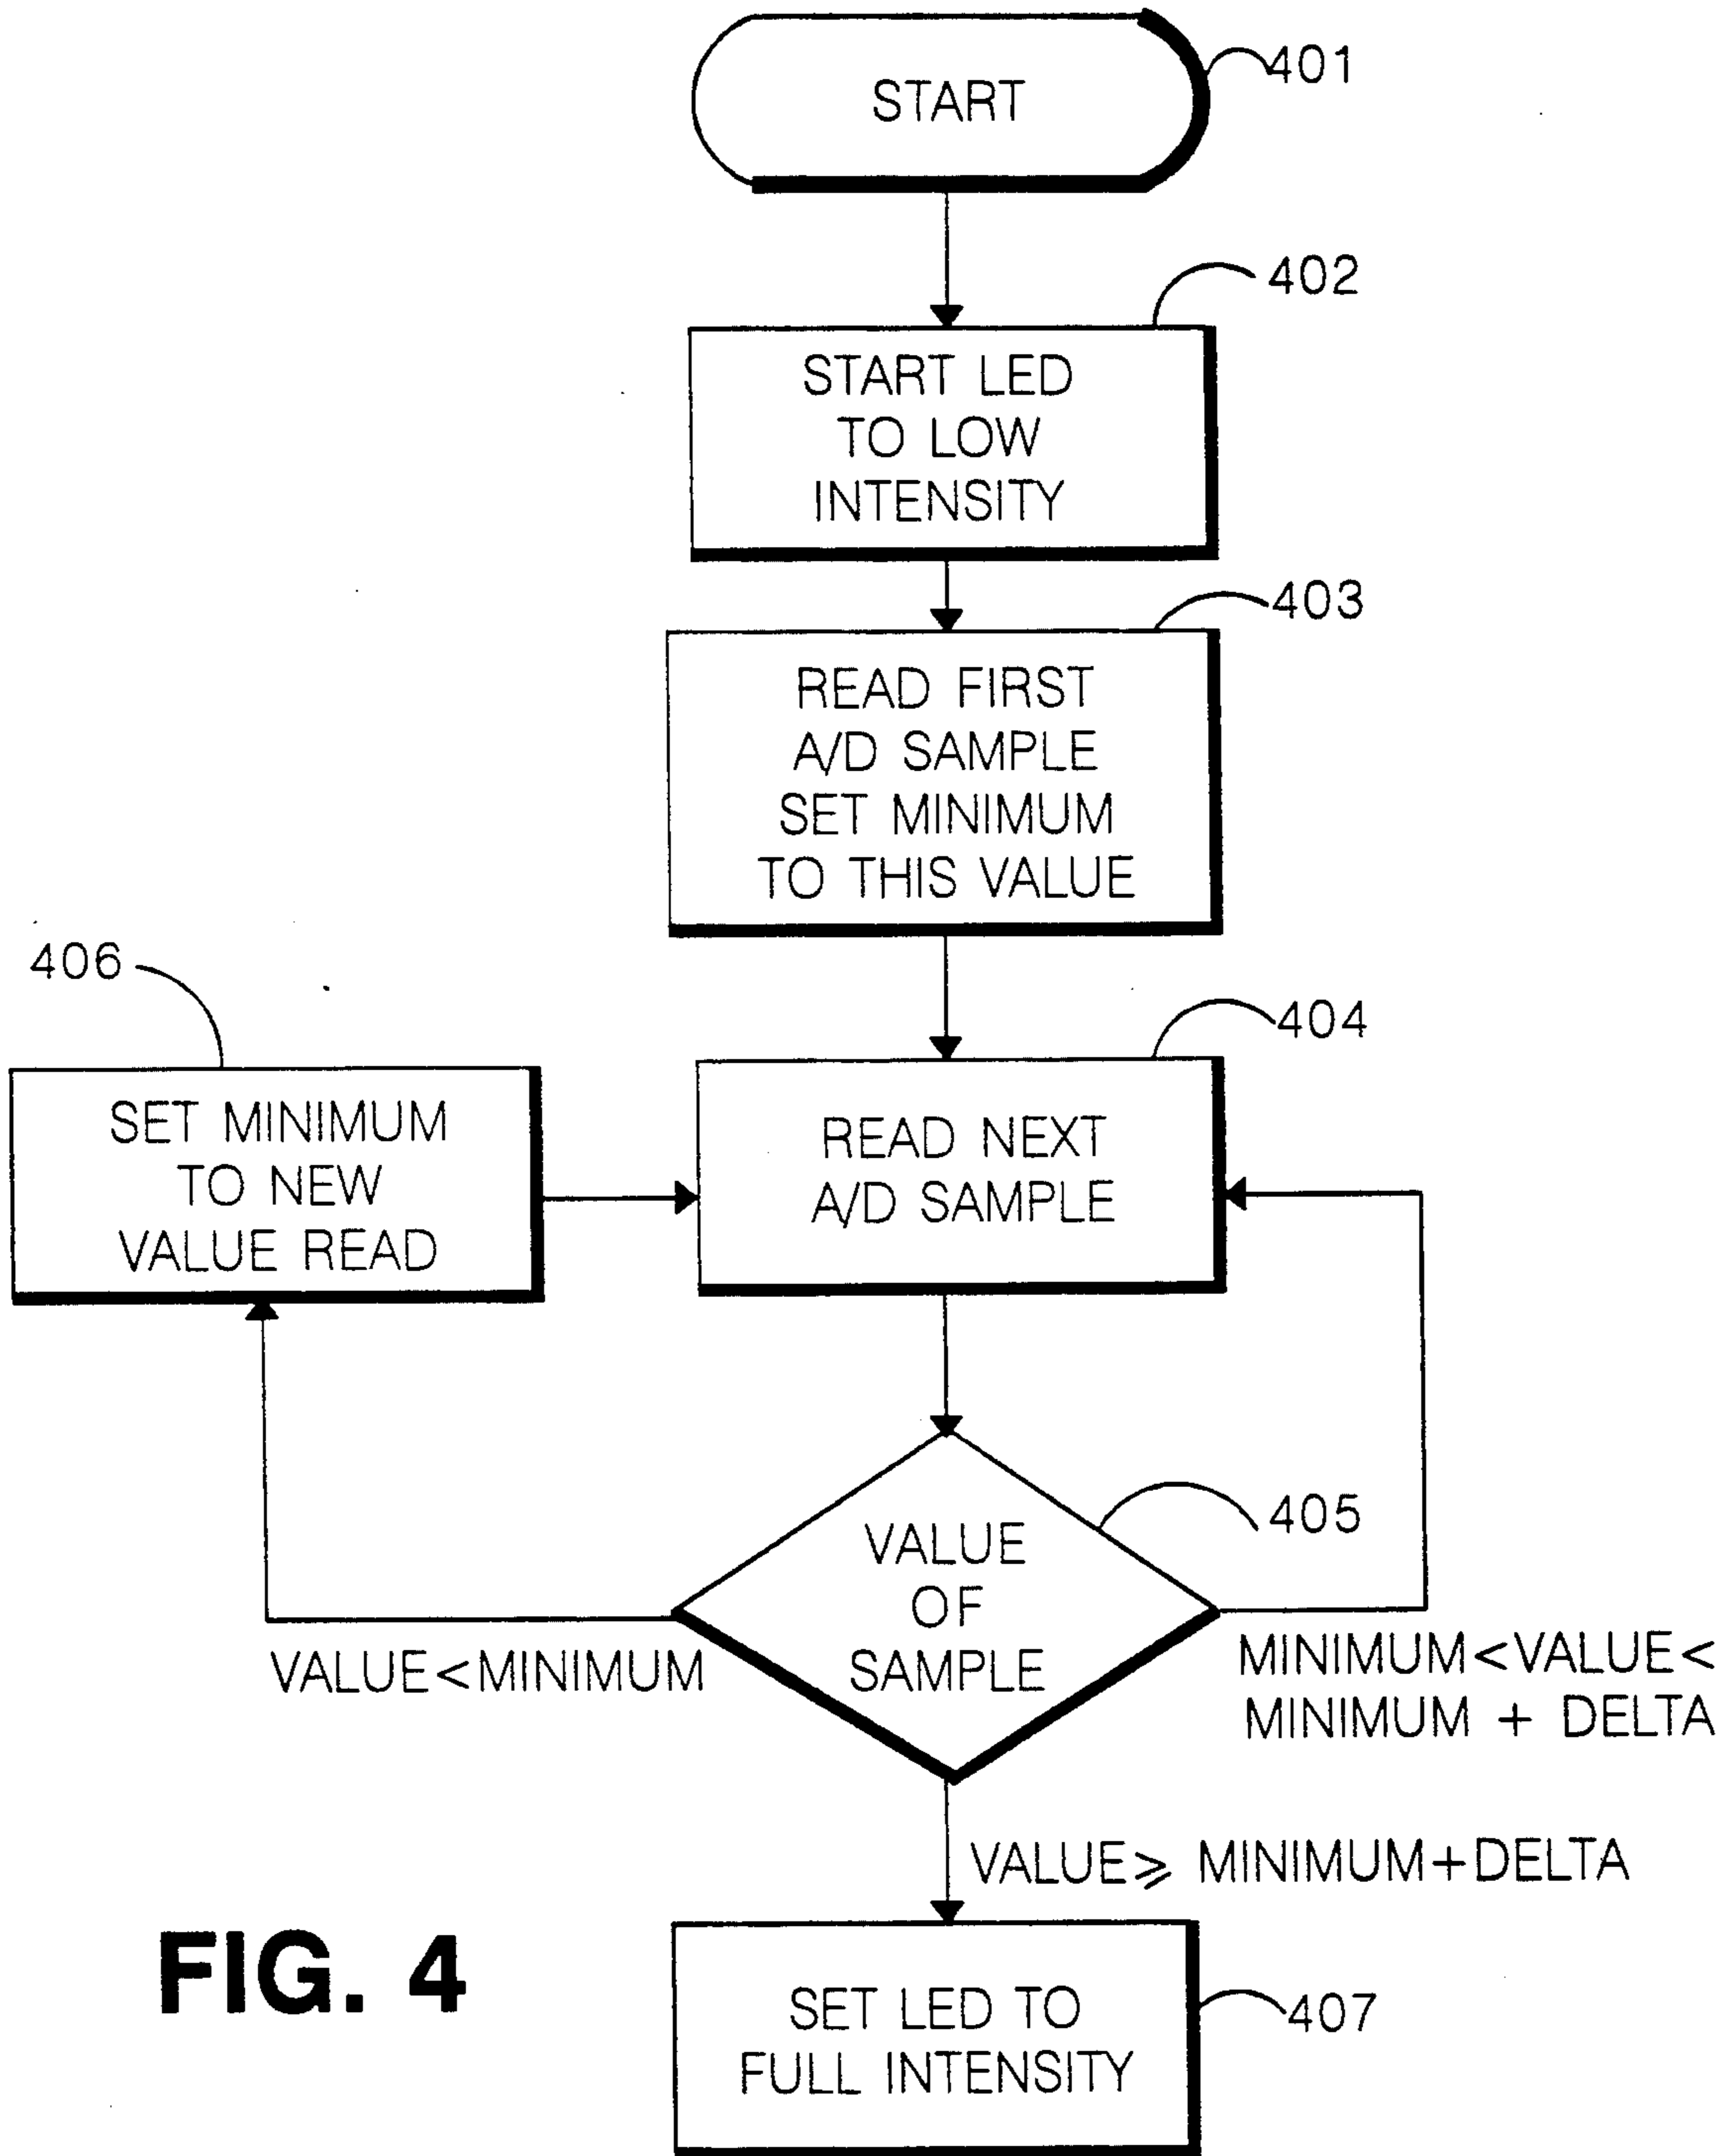 START
401
402
START LED
TO LOW
INTENSITY
403
READ FIRST
A/D SAMPLE
SET MINIMUM
TO THIS VALUE
406
404
SET MINIMUM
TO NEW
VALUE READ
READ NEXT
A/D SAMPLE
405
VALUE
OF
SAMPLE
VALUE<MINIMUM
MINIMUM<VALUE<
MINIMUM + DELTA
VALUE⩾ MINIMUM+DELTA
FIG. 4
SET LED TO
FULL INTENSITY
407